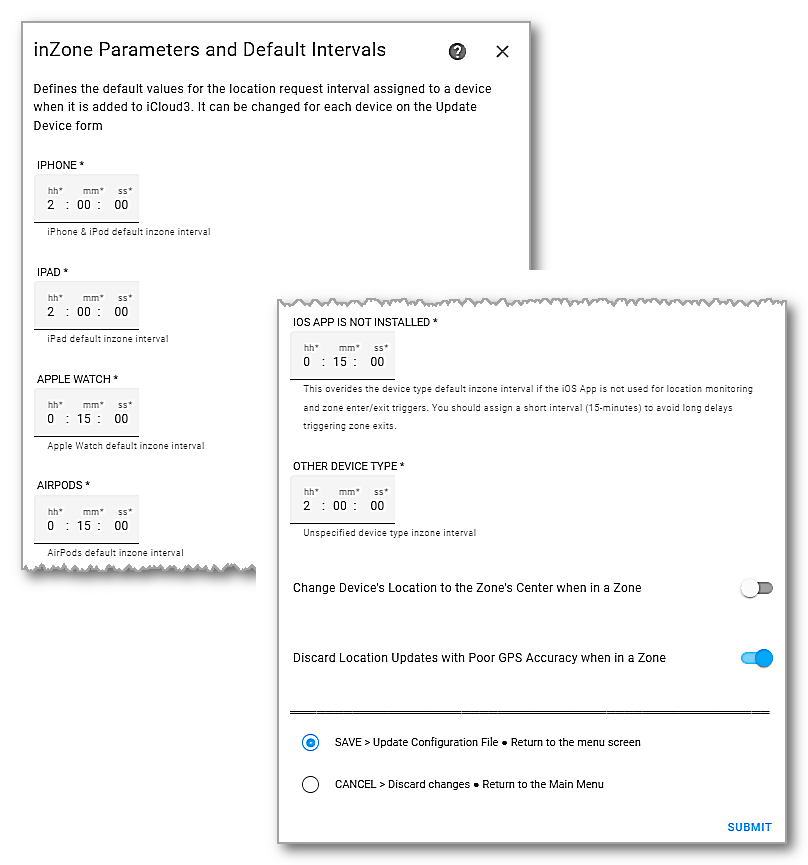 inZone Parameters and Default Intervals
Defines the default values for the location request interval assigned to a device
when it is added to iCloud3. It can be changed for each device on the Update
Device form
IPHONE *
hh* mm* ss*
2 : 00 : 00
iPhone & iPod default inzone interval
IPAD *
hh* mm* ss*
2 : 00 : 00
iPad default inzone interval
APPLE WATCH *
hh* mm* ss*
0 : 15 : 00
Apple Watch default inzone interval
AIRPODS *
hh* mm* ss*
0 : 15 : 00
AirPods default inzone interval
IOS APP IS NOT INSTALLED *
hh* mm* ss*
0 : 15 : 00
This overides the device type default inzone interval if the iOS App is not used for location monitoring
and zone enter/exit triggers. You should assign a short interval (15-minutes) to avoid long delays
triggering zone exits.
OTHER DEVICE TYPE *
hh* mm* ss*
2 : 00 : 00
Unspecified device type inzone interval
Change Device's Location to the Zone's Center when in a Zone
Discard Location Updates with Poor GPS Accuracy when in a Zone
SAVE > Update Configuration File ● Return to the menu screen
CANCEL > Discard changes ● Return to the Main Menu
SUBMIT